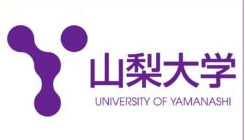 山梨大学
UNIVERSITY OF YAMANASHI